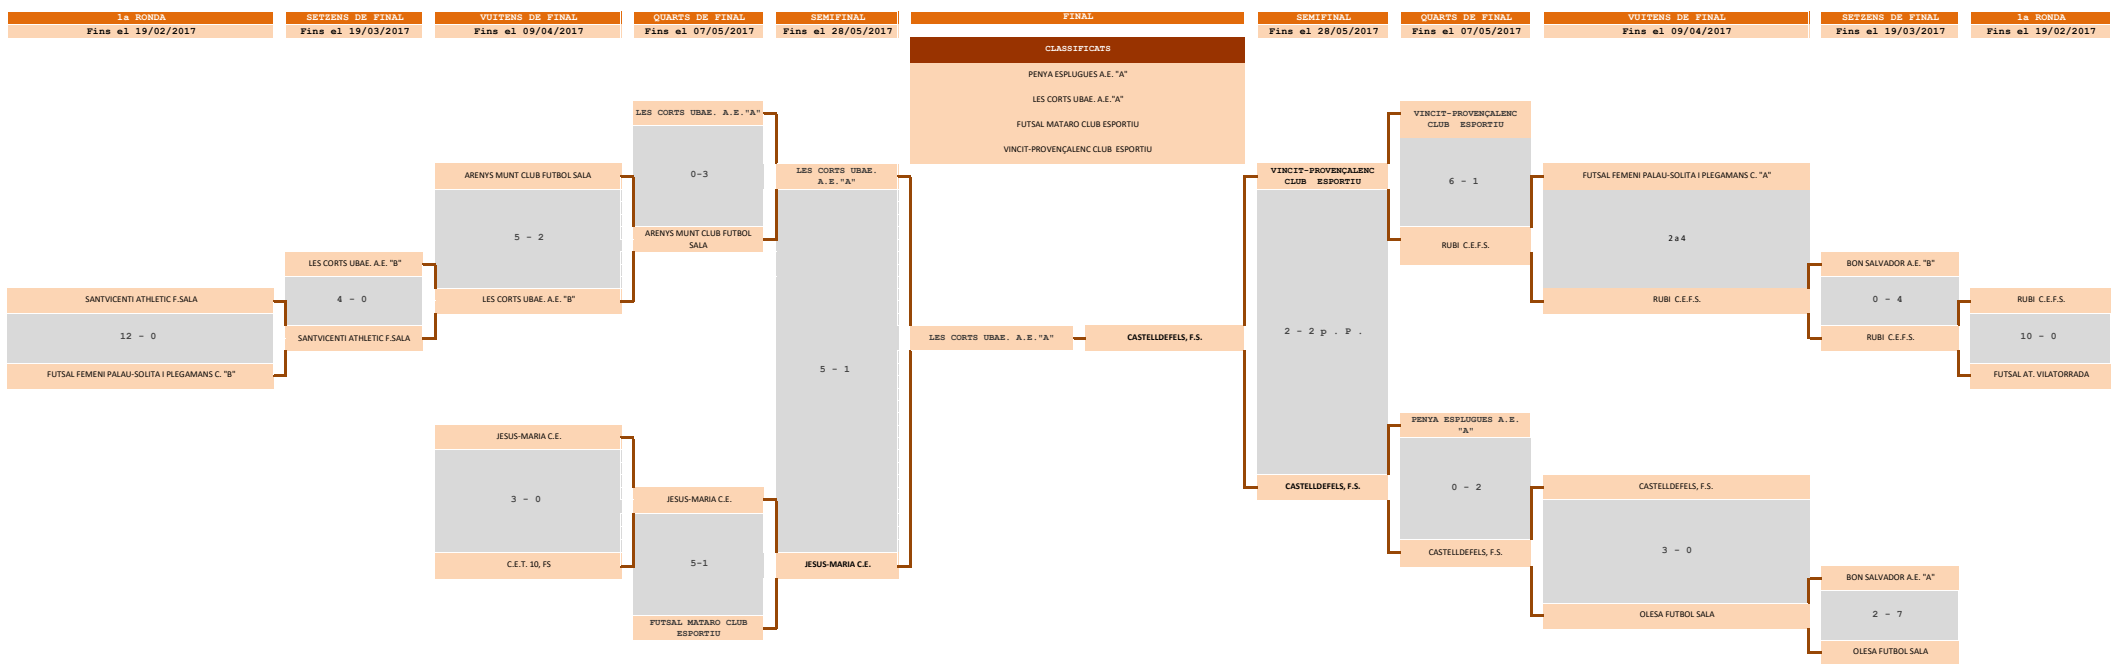 1a RONDA
Fins el 19/02/2017
SETZENS DE FINAL
Fins el 19/03/2017
VUITENS DE FINAL
Fins el 09/04/2017
QUARTS DE FINAL
Fins el 07/05/2017
SEMIFINAL
Fins el 28/05/2017
FINAL
SEMIFINAL
Fins el 28/05/2017
QUARTS DE FINAL
Fins el 07/05/2017
VUITENS DE FINAL
Fins el 09/04/2017
SETZENS DE FINAL
Fins el 19/03/2017
1a RONDA
Fins el 19/02/2017
CLASSIFICATS
PENYA ESPLUGUES A.E. "A"
LES CORTS UBAE. A.E."A"
FUTSAL MATARO CLUB ESPORTIU
VINCIT-PROVENÇALENC CLUB ESPORTIU
SANTVICENTI ATHLETIC F.SALA
12 - 0
FUTSAL FEMENI PALAU-SOLITA I PLEGAMANS C. "B"
LES CORTS UBAE. A.E. "B"
4 - 0
SANTVICENTI ATHLETIC F.SALA
ARENYS MUNT CLUB FUTBOL SALA
5 - 2
LES CORTS UBAE. A.E. "B"
JESUS-MARIA C.E.
3 - 0
C.E.T. 10, FS
LES CORTS UBAE. A.E."A"
0-3
ARENYS MUNT CLUB FUTBOL
SALA
JESUS-MARIA C.E.
5-1
FUTSAL MATARO CLUB
ESPORTIU
LES CORTS UBAE.
A.E."A"
5 - 1
JESUS-MARIA C.E.
LES CORTS UBAE. A.E."A"
CASTELLDEFELS, F.S.
VINCIT-PROVENÇALENC
CLUB ESPORTIU
2 - 2 p . P .
CASTELLDEFELS, F.S.
VINCIT-PROVENÇALENC
CLUB ESPORTIU
6 - 1
RUBI C.E.F.S.
PENYA ESPLUGUES A.E.
"A"
0 - 2
CASTELLDEFELS, F.S.
FUTSAL FEMENI PALAU-SOLITA I PLEGAMANS C. "A"
2 a 4
RUBI C.E.F.S.
CASTELLDEFELS, F.S.
3 - 0
OLESA FUTBOL SALA
BON SALVADOR A.E. "B"
0 - 4
RUBI C.E.F.S.
BON SALVADOR A.E. "A"
2 - 7
OLESA FUTBOL SALA
RUBI C.E.F.S.
10 - 0
FUTSAL AT. VILATORRADA